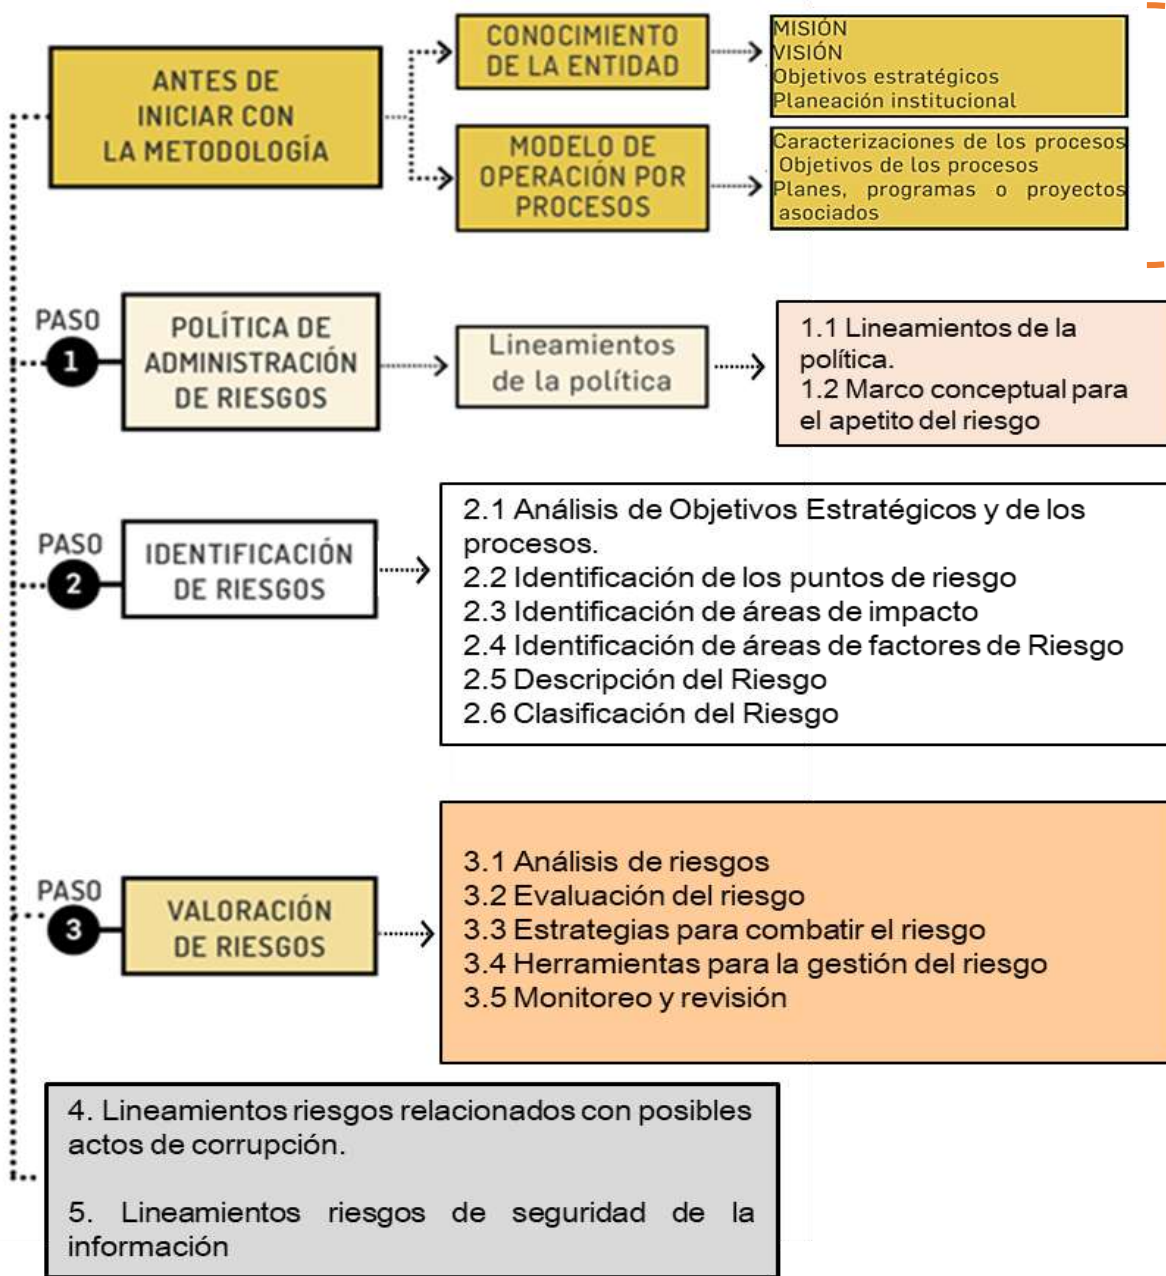 ANTES DE
INICIAR CON
LA METODOLOGÍA
CONOCIMIENTO
DE LA ENTIDAD
MISIÓN
VISIÓN
Objetivos estratégicos
Planeación institucional
MODELO DE
OPERACIÓN POR
PROCESOS
Caracterizaciones de los procesos
Objetivos de los procesos
Planes, programas o proyectos
asociados
PASO
1
POLÍTICA DE
ADMINISTRACIÓN
DE RIESGOS
Lineamientos
de la política
1.1 Lineamientos de la
política.
1.2 Marco conceptual para
el apetito del riesgo
PASO
2
IDENTIFICACIÓN
DE RIESGOS
2.1 Análisis de Objetivos Estratégicos y de los
procesos.
2.2 Identificación de los puntos de riesgo
2.3 Identificación de áreas de impacto
2.4 Identificación de áreas de factores de Riesgo
2.5 Descripción del Riesgo
2.6 Clasificación del Riesgo
PASO
3
VALORACIÓN
DE RIESGOS
3.1 Análisis de riesgos
3.2 Evaluación del riesgo
3.3 Estrategias para combatir el riesgo
3.4 Herramientas para la gestión del riesgo
3.5 Monitoreo y revisión
4. Lineamientos riesgos relacionados con posibles
actos de corrupción.
5. Lineamientos riesgos de seguridad de la
información